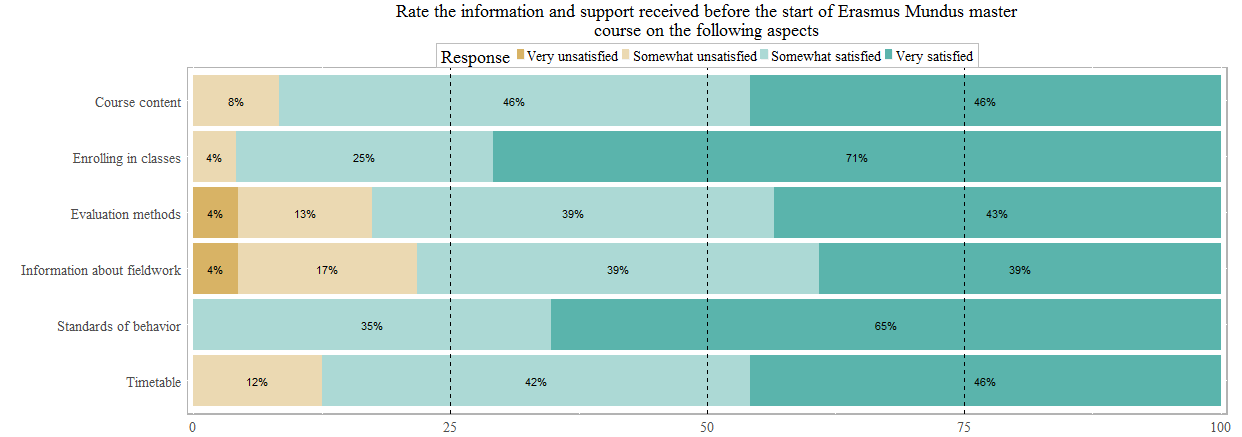 Rate the information and support received before the start of Erasmus Mundus master
course on the following aspects
Response Very unsatisfied Somewhat unsatisfied Somewhat satisfied Very satisfied
Course content 8% 46% 46%
Enrolling in classes 4% 25% 71%
Evaluation methods 4% 13% 39% 43%
Information about fieldwork 4% 17% 39% 39%
Standards of behavior 35% 65%
Timetable 12% 42% 46%
0 25 50 75 100